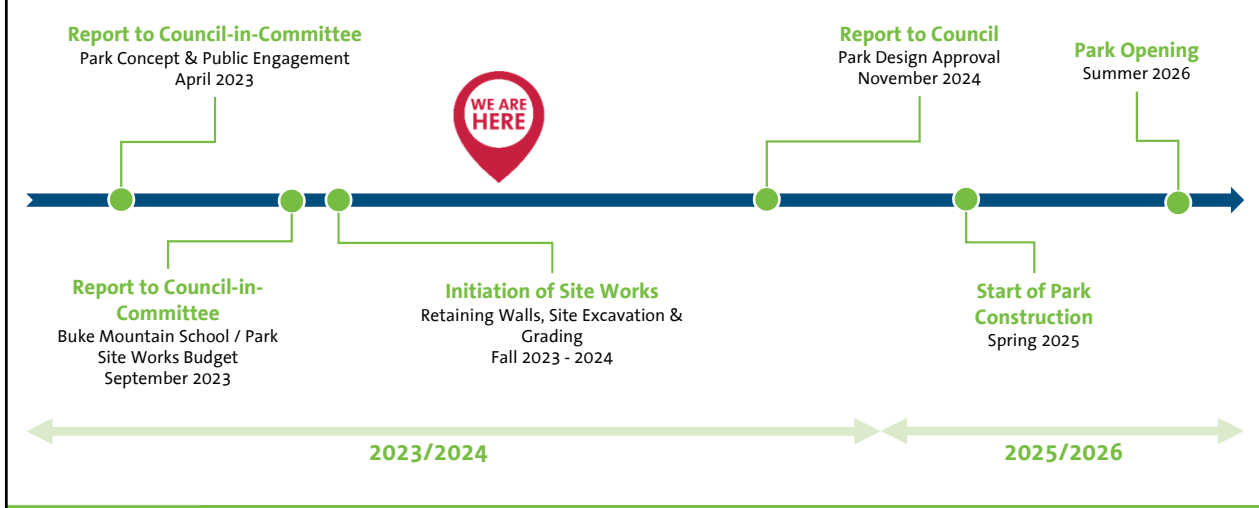 Report to Council-in-Committee
Park Concept & Public Engagement
April 2023
WE ARE
HERE
Report to Council
Park Design Approval
November 2024
Park Opening
Summer 2026
Report to Council-in-
Committee
Buke Mountain School / Park
Site Works Budget
September 2023
Initiation of Site Works
Retaining Walls, Site Excavation &
Grading
Fall 2023 - 2024
Start of Park
Construction
Spring 2025
2023/2024
2025/2026